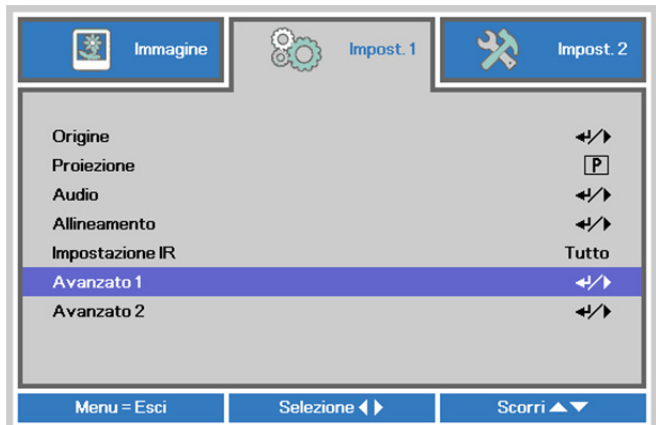 Immagine
Impost. 1
Impost. 2
Origine ↵/▶
Proiezione P
Audio ↵/▶
Allineamento ↵/▶
Impostazione IR Tutto
Avanzato 1 ↵/▶
Avanzato 2 ↵/▶
Menu = Esci
Selezione ◀▶
Scorri ▲▼